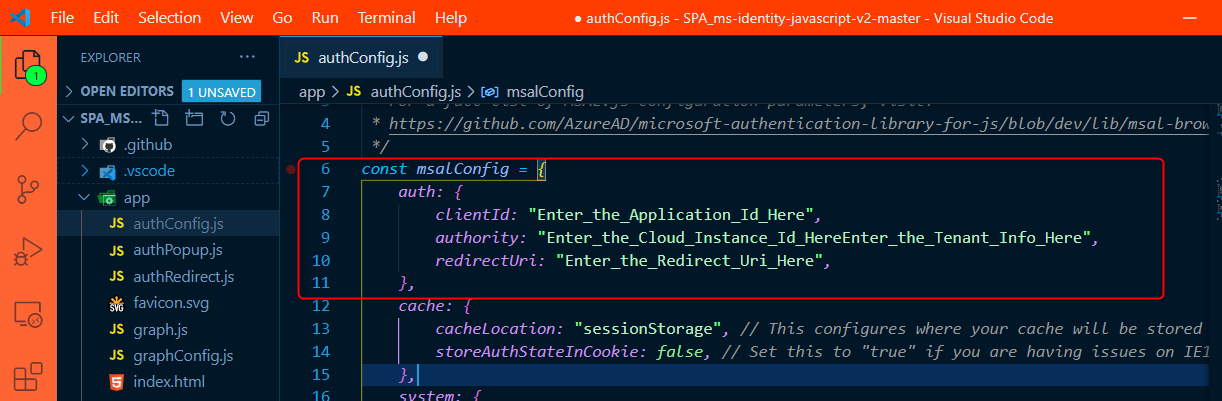 File Edit Selection View Go Run Terminal Help
● authConfig.js - SPA_ms-identity-javascript-v2-master - Visual Studio Code
EXPLORER ···
JS authConfig.js ●
OPEN EDITORS 1 UNSAVED
app > JS authConfig.js > msalConfig
SPA_MS...
1
.github
.vscode
app
JS authConfig.js
JS authPopup.js
JS authRedirect.js
SVG favicon.svg
JS graph.js
JS graphConfig.js
5 index.html
4 * https://github.com/AzureAD/microsoft-authentication-library-for-js/blob/dev/lib/msal-brow
5 */
6 const msalConfig = {
7 auth: {
8 clientId: "Enter_the_Application_Id_Here",
9 authority: "Enter_the_Cloud_Instance_Id_HereEnter_the_Tenant_Info_Here",
10 redirectUri: "Enter_the_Redirect_Uri_Here",
11 },
12 cache: {
13 cacheLocation: "sessionStorage", // This configures where your cache will be stored
14 storeAuthStateInCookie: false, // Set this to "true" if you are having issues on IE1
15 },
16 system: {